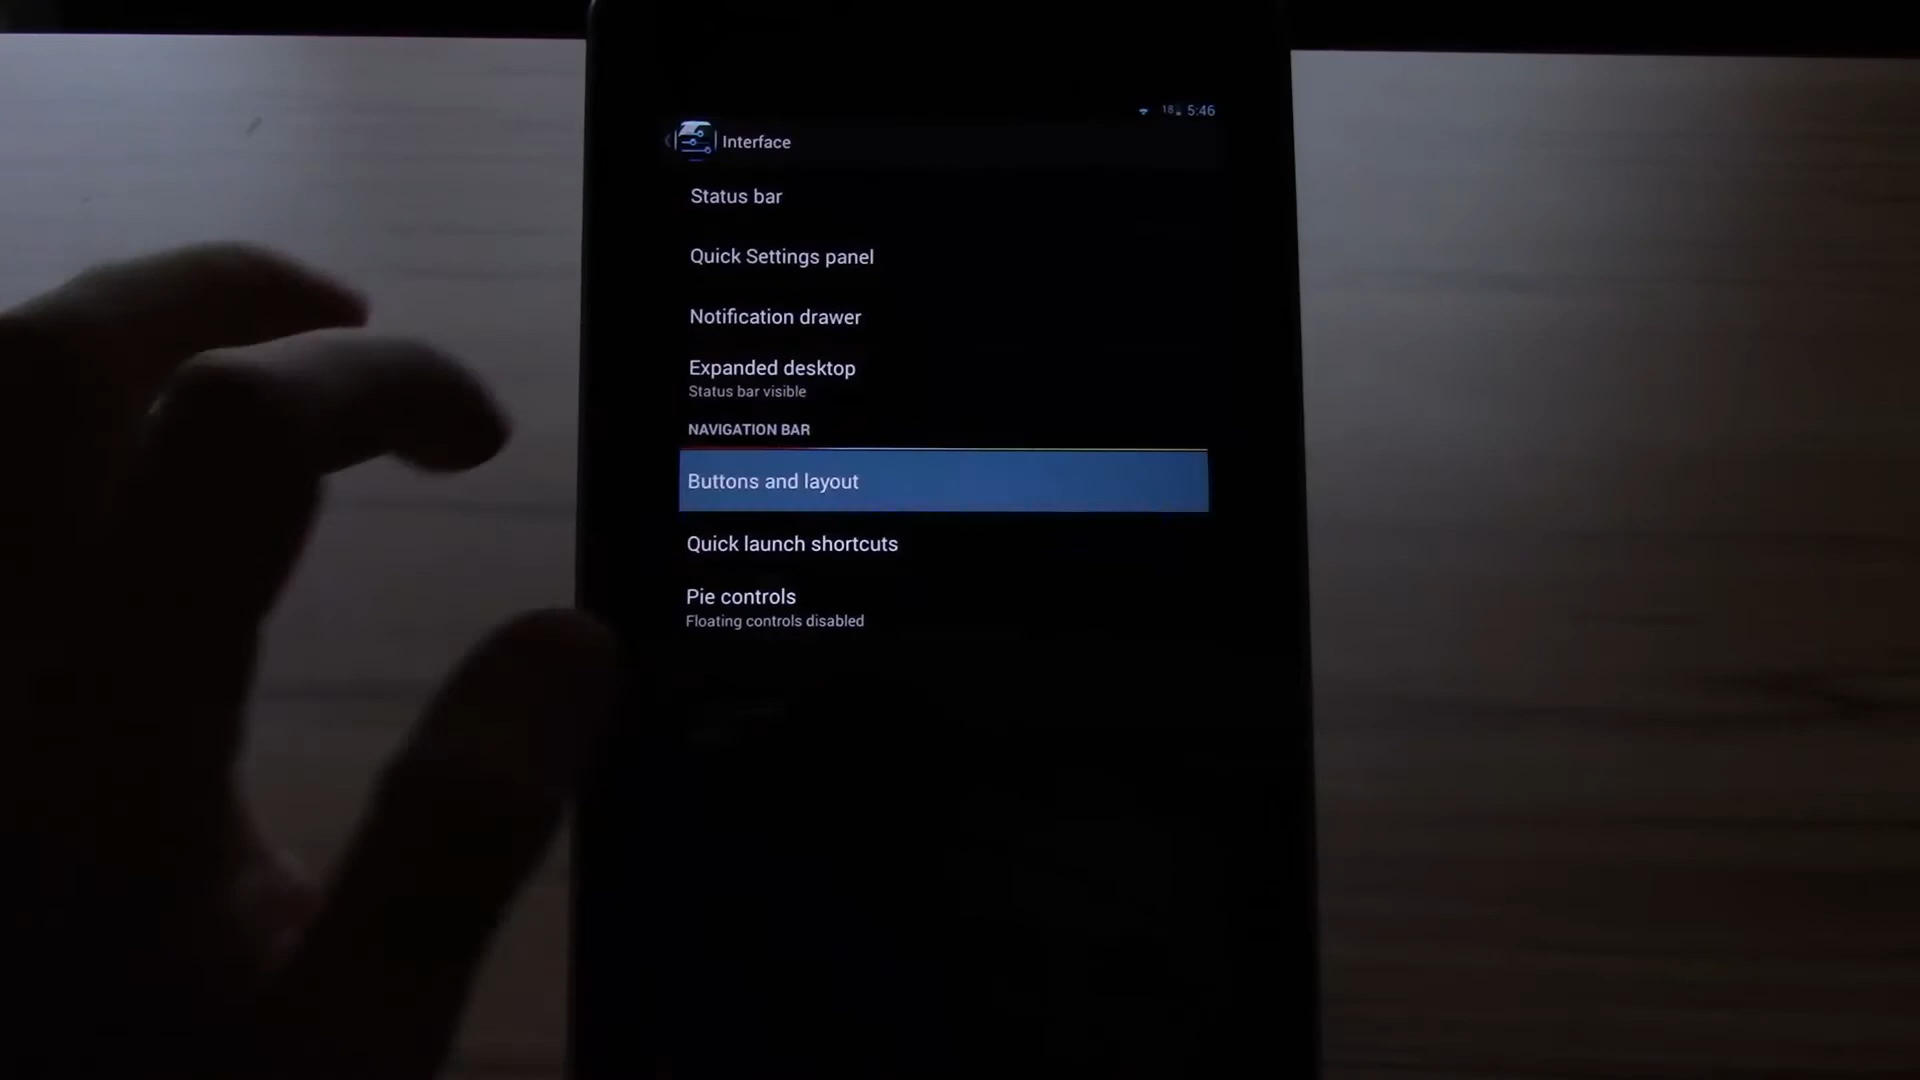 18 5:46
Interface
Status bar
Quick Settings panel
Notification drawer
Expanded desktop
Status bar visible
NAVIGATION BAR
Buttons and layout
Quick launch shortcuts
Pie controls
Floating controls disabled